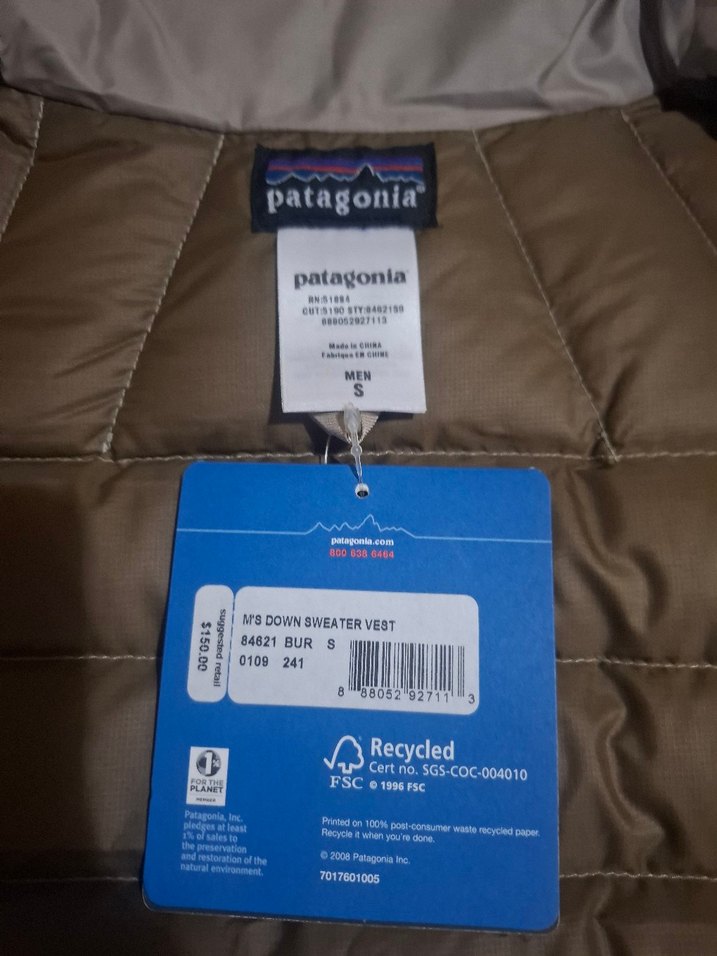 patagonia®
patagonia®
RN:51884
CUT:5190 STY:8462159
888052927113
Made in CHINA
Fabriqué EN CHINE
MEN
S
patagonia.com
800 638 6464
suggested retail
$150.00
M'S DOWN SWEATER VEST
84621 BUR S
0109 241
8 88052 92711 3
1%
FOR THE
PLANET
MEMBER
Patagonia, Inc.
pledges at least
1% of sales to
the preservation
and restoration of the
natural environment.
FSC
Recycled
Cert no. SGS-COC-004010
© 1996 FSC
Printed on 100% post-consumer waste recycled paper.
Recycle it when you're done.
© 2008 Patagonia Inc.
7017601005